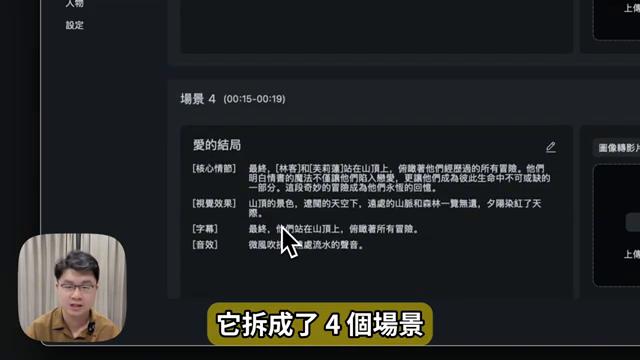 人物
設定
上傳
場景 4 (00:15-00:19)
愛的結局
圖像轉影片
[核心情節] 最終，[林客]和[芙莉蓮]站在山頂上，俯瞰著他們經歷過的所有冒險。他們
明白情書的魔法不僅讓他們陷入戀愛，更讓他們成為彼此生命中不可或缺的
一部分。這段奇妙的冒險成為他們永恆的回憶。
[視覺效果] 山頂的景色，遼闊的天空下，遠處的山脈和森林一覽無遺，夕陽染紅了天
際。
[字幕] 最終，他們站在山頂上，俯瞰著所有冒險。
[音效] 微風吹拂 處流水的聲音。
上傳
它拆成了 4 個場景